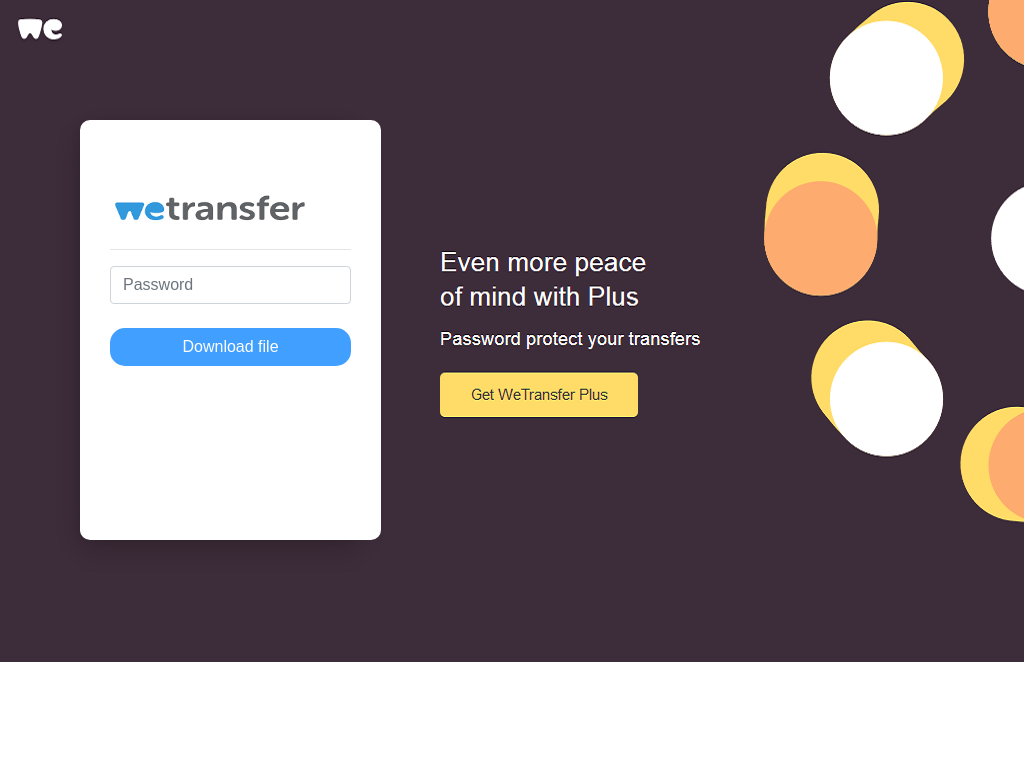 we
wetransfer
Password
Download file
Even more peace
of mind with Plus
Password protect your transfers
Get WeTransfer Plus